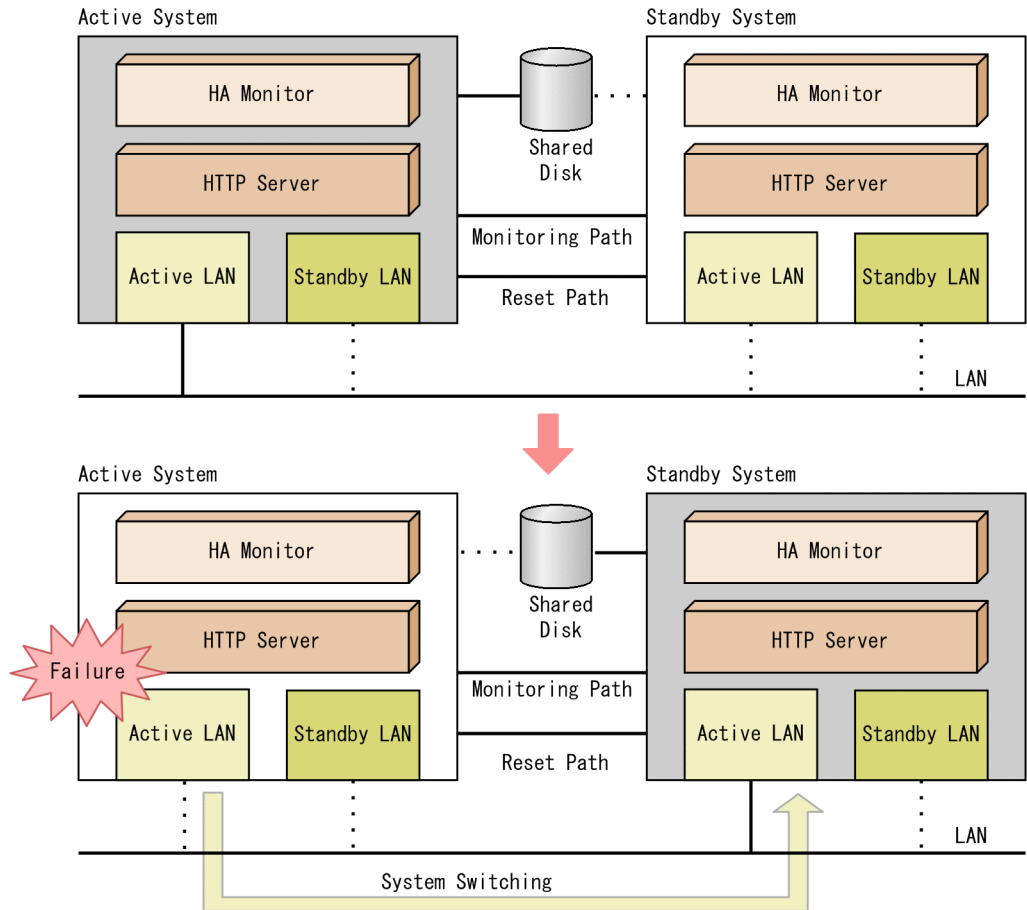 Active System
Standby System
HA Monitor
HA Monitor
Shared
Disk
HTTP Server
HTTP Server
Monitoring Path
Active LAN
Standby LAN
Active LAN
Standby LAN
Reset Path
LAN
Active System
Standby System
HA Monitor
HA Monitor
Shared
Disk
HTTP Server
HTTP Server
Failure
Monitoring Path
Active LAN
Standby LAN
Active LAN
Standby LAN
Reset Path
LAN
System Switching